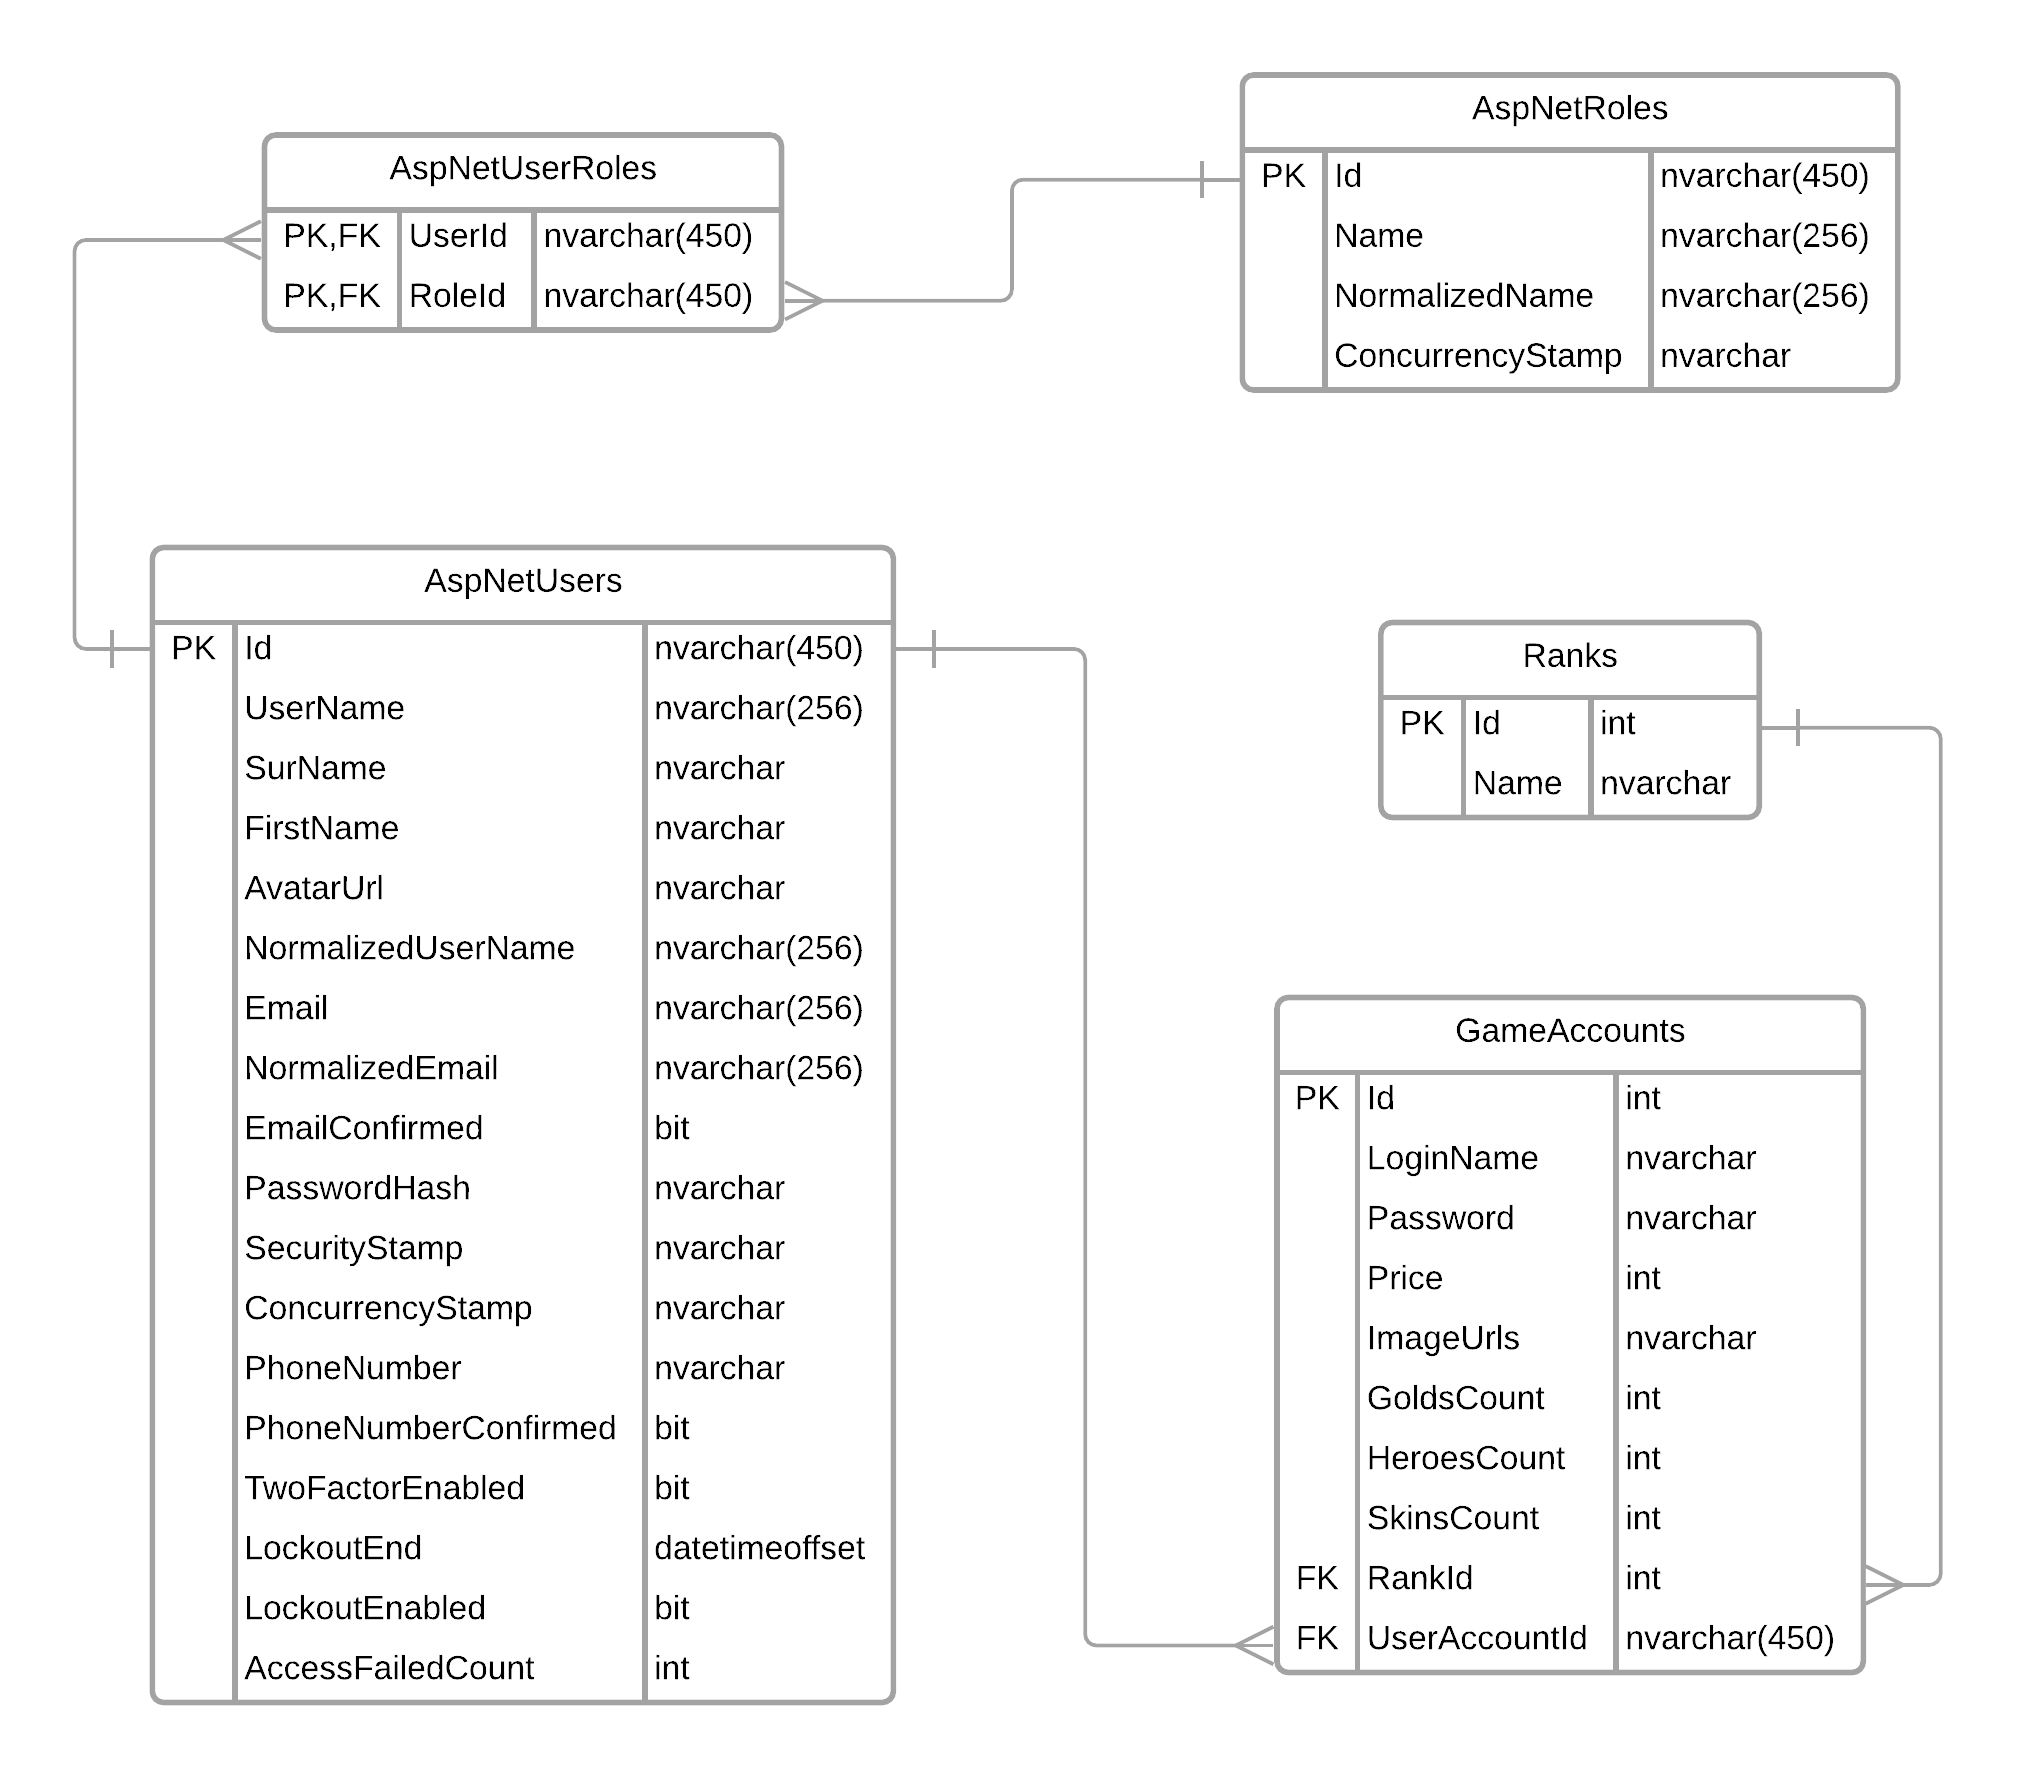 AspNetUserRoles
PK,FK UserId nvarchar(450)
PK,FK RoleId nvarchar(450)
AspNetRoles
PK Id nvarchar(450)
Name nvarchar(256)
NormalizedName nvarchar(256)
ConcurrencyStamp nvarchar
AspNetUsers
PK Id nvarchar(450)
UserName nvarchar(256)
SurName nvarchar
FirstName nvarchar
AvatarUrl nvarchar
NormalizedUserName nvarchar(256)
Email nvarchar(256)
NormalizedEmail nvarchar(256)
EmailConfirmed bit
PasswordHash nvarchar
SecurityStamp nvarchar
ConcurrencyStamp nvarchar
PhoneNumber nvarchar
PhoneNumberConfirmed bit
TwoFactorEnabled bit
LockoutEnd datetimeoffset
LockoutEnabled bit
AccessFailedCount int
Ranks
PK Id int
Name nvarchar
GameAccounts
PK Id int
LoginName nvarchar
Password nvarchar
Price int
ImageUrls nvarchar
GoldsCount int
HeroesCount int
SkinsCount int
FK RankId int
FK UserAccountId nvarchar(450)